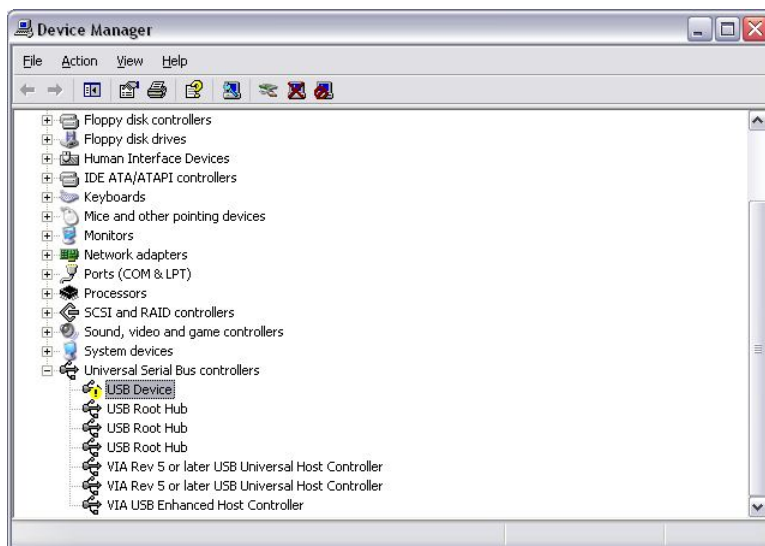 Device Manager
File Action View Help
Floppy disk controllers
Floppy disk drives
Human Interface Devices
IDE ATA/ATAPI controllers
Keyboards
Mice and other pointing devices
Monitors
Network adapters
Ports (COM & LPT)
Processors
SCSI and RAID controllers
Sound, video and game controllers
System devices
Universal Serial Bus controllers
USB Device
USB Root Hub
USB Root Hub
USB Root Hub
VIA Rev 5 or later USB Universal Host Controller
VIA Rev 5 or later USB Universal Host Controller
VIA USB Enhanced Host Controller